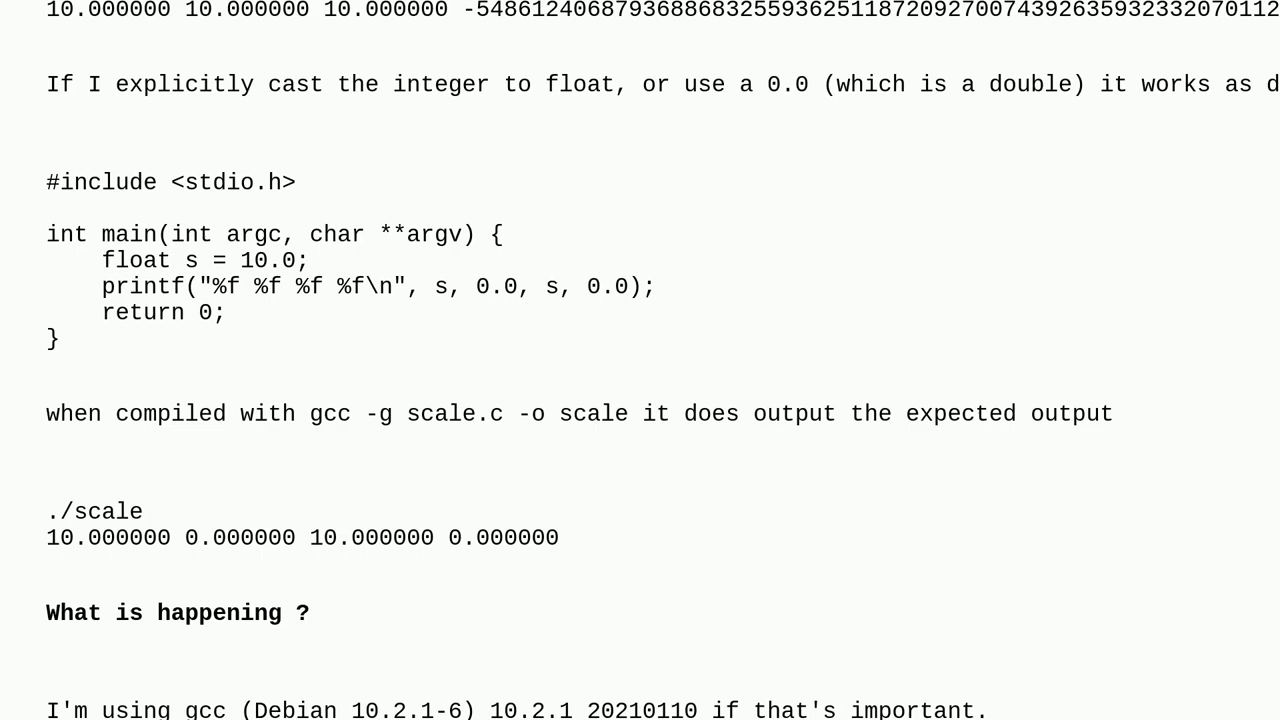 10.000000 10.000000 10.000000 -5486124068793688683255936251187209270074392635932332070112
If I explicitly cast the integer to float, or use a 0.0 (which is a double) it works as d
#include <stdio.h>
int main(int argc, char **argv) {
    float s = 10.0;
    printf("%f %f %f %f\n", s, 0.0, s, 0.0);
    return 0;
}
when compiled with gcc -g scale.c -o scale it does output the expected output
./scale
10.000000 0.000000 10.000000 0.000000
What is happening ?
I'm using gcc (Debian 10.2.1-6) 10.2.1 20210110 if that's important.